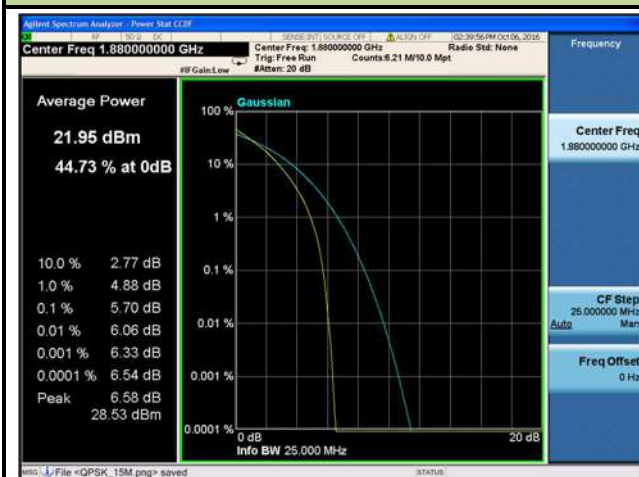 Agilent Spectrum Analyzer - Power Stat CCDF
RF 50 Ω DC SENSE:INT SOURCE OFF ALIGN OFF 02:39:56 PM Oct 06, 2016
Center Freq 1.880000000 GHz
Center Freq: 1.880000000 GHz Radio Std: None
Trig: Free Run Counts:6.21 M/10.0 Mpt
#IFGain:Low #Atten: 20 dB
Frequency
Average Power
21.95 dBm
44.73 % at 0dB
10.0 % 2.77 dB
1.0 % 4.88 dB
0.1 % 5.70 dB
0.01 % 6.06 dB
0.001 % 6.33 dB
0.0001 % 6.54 dB
Peak 6.58 dB
28.53 dBm
Gaussian
100 %
10 %
1 %
0.1 %
0.01 %
0.001 %
0.0001 %
0 dB 20 dB
Info BW 25.000 MHz
Center Freq
1.880000000 GHz
CF Step
25.000000 MHz
Auto Man
Freq Offset
0 Hz
MSG File <QPSK_15M.png> saved STATUS